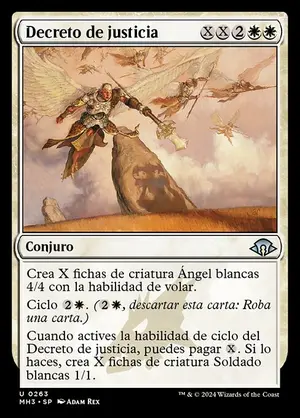 Decreto de justicia XX2WW
Conjuro
Crea X fichas de criatura Ángel blancas
4/4 con la habilidad de volar.
Ciclo 2W. (2W, descartar esta carta: Roba
una carta.)
Cuando actives la habilidad de ciclo del
Decreto de justicia, puedes pagar X. Si lo
haces, crea X fichas de criatura Soldado
blancas 1/1.
U 0263
MH3 • SP Adam Rex
™ & © 2024 Wizards of the Coast